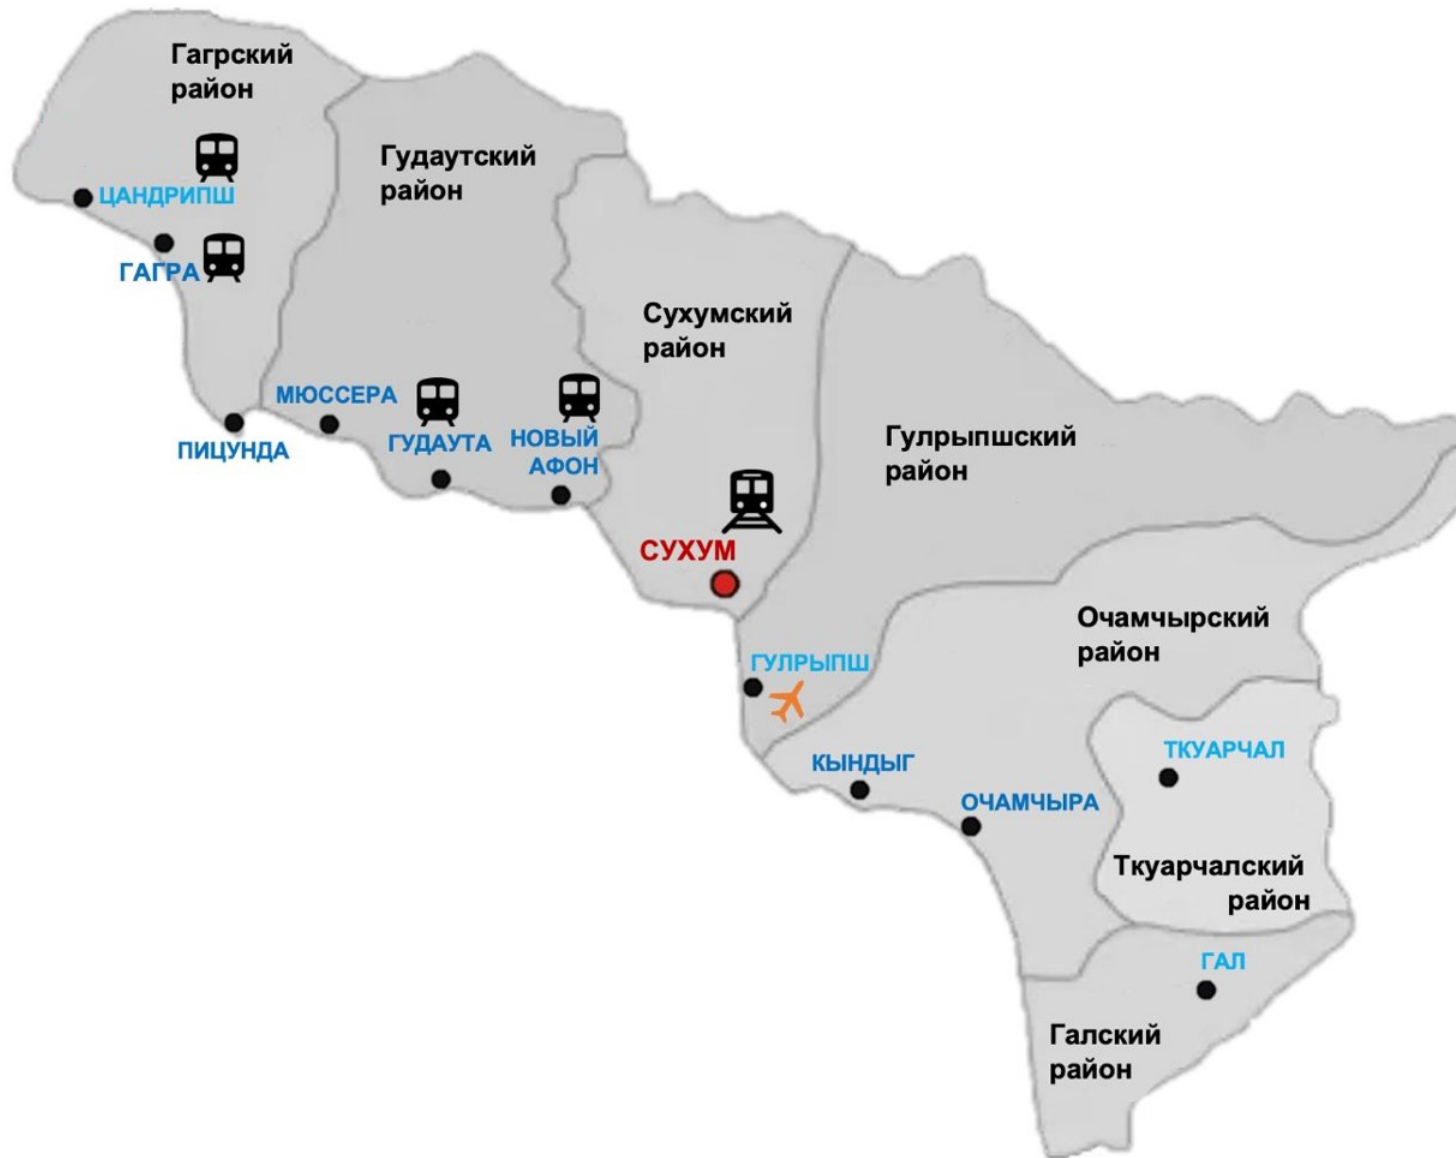 Гагрский
район
Гудаутский
район
ЦАНДРИПШ
ГАГРА
Сухумский
район
МЮССЕРА
ПИЦУНДА
ГУДАУТА
НОВЫЙ
АФОН
Гулрыпшский
район
СУХУМ
Очамчырский
район
ГУЛРЫПШ
КЫНДЫГ
ОЧАМЧЫРА
ТКУАРЧАЛ
Ткуарчалский
район
ГАЛ
Галский
район